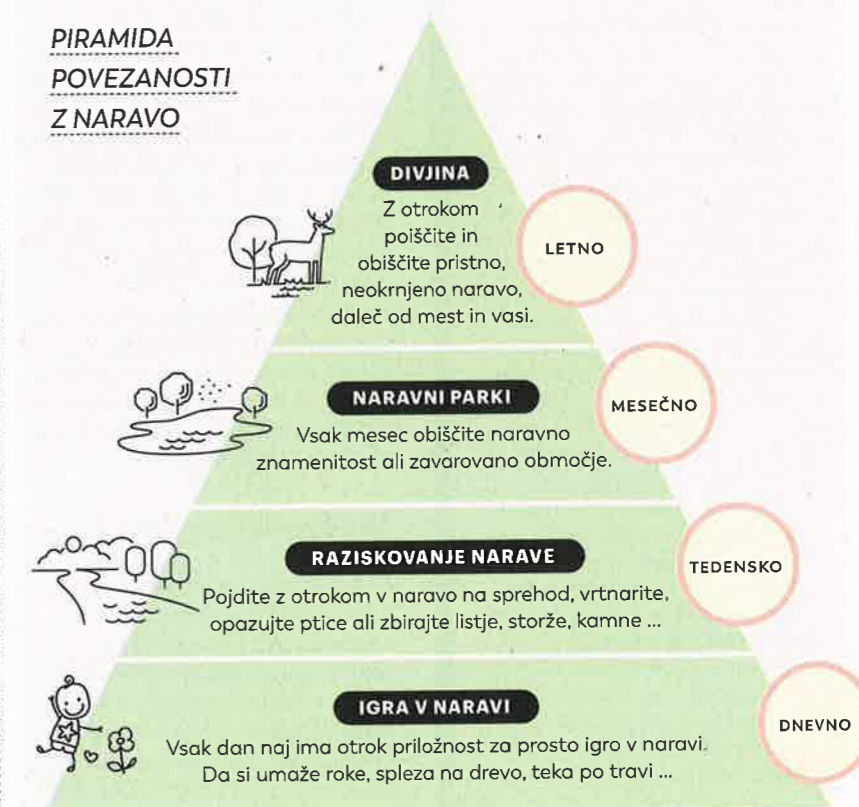 PIRAMIDA
POVEZANOSTI
Z NARAVO
DIVJINA
Z otrokom
poiščite in
obiščite pristno,
neokrnjeno naravo,
daleč od mest in vasi.
LETNO
NARAVNI PARKI
Vsak mesec obiščite naravno
znamenitost ali zavarovano območje.
MESEČNO
RAZISKOVANJE NARAVE
Pojdite z otrokom v naravo na sprehod, vrtnarite,
opazujte ptice ali zbirajte listje, storže, kamne ...
TEDENSKO
IGRA V NARAVI
Vsak dan naj ima otrok priložnost za prosto igro v naravi.
Da si umaže roke, spleza na drevo, teka po travi ...
DNEVNO